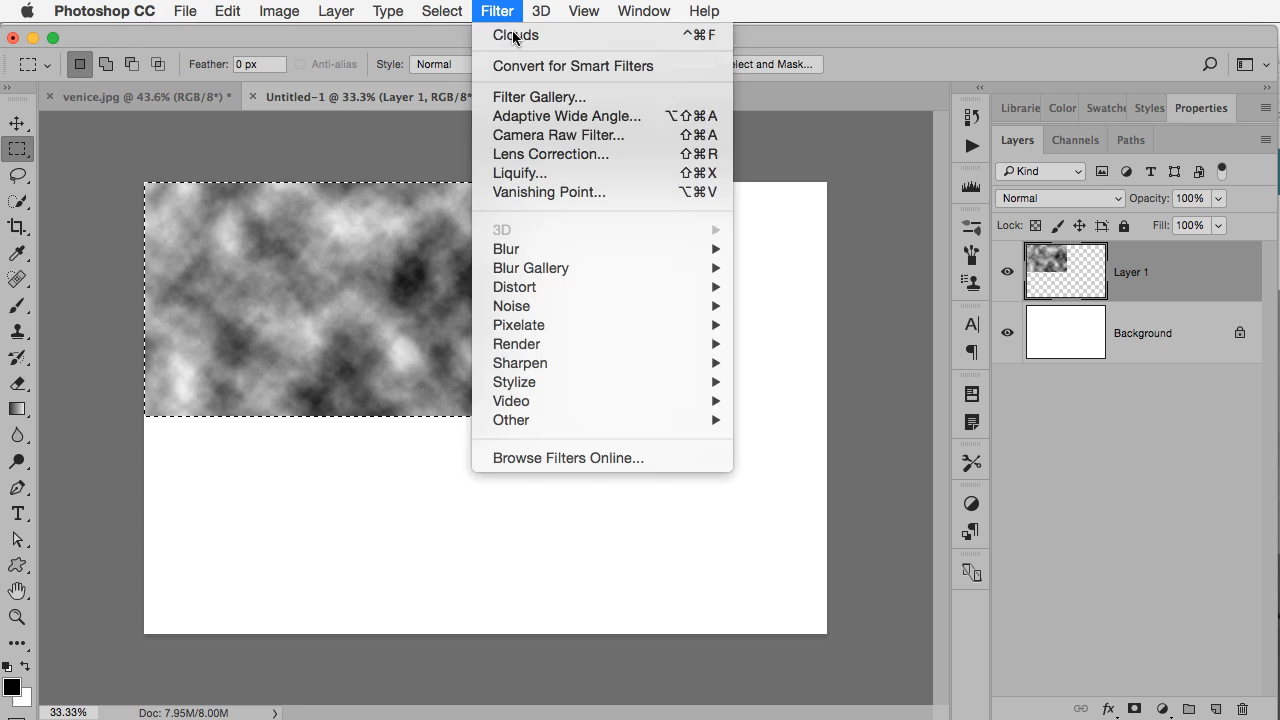 Photoshop CC File Edit Image Layer Type Select Filter 3D View Window Help
Feather: 0 px Anti-alias Style: Normal elect and Mask...
× venice.jpg @ 43.6% (RGB/8*) * × Untitled-1 @ 33.3% (Layer 1, RGB/8*
Clouds ^⌘F
Convert for Smart Filters
Filter Gallery...
Adaptive Wide Angle... ⌥⇧⌘A
Camera Raw Filter... ⇧⌘A
Lens Correction... ⇧⌘R
Liquify... ⇧⌘X
Vanishing Point... ⌥⌘V
3D
Blur
Blur Gallery
Distort
Noise
Pixelate
Render
Sharpen
Stylize
Video
Other
Browse Filters Online...
Librarie Color Swatche Styles Properties
Layers Channels Paths
Kind
Normal Opacity: 100%
Lock: Fill: 100%
Layer 1
Background
33.33% Doc: 7.95M/8.00M